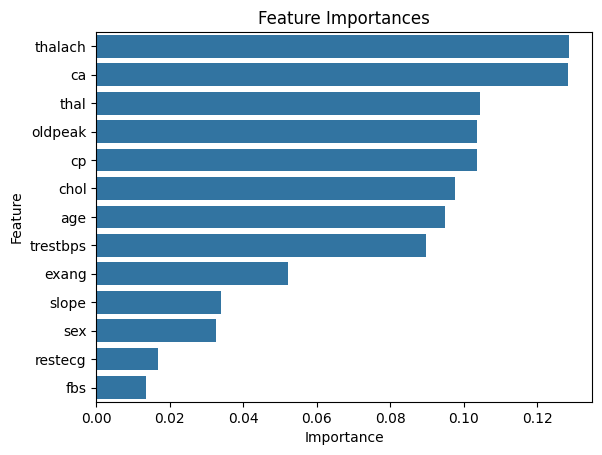 Feature Importances
Feature
thalach
ca
thal
oldpeak
cp
chol
age
trestbps
exang
slope
sex
restecg
fbs
0.00 0.02 0.04 0.06 0.08 0.10 0.12
Importance